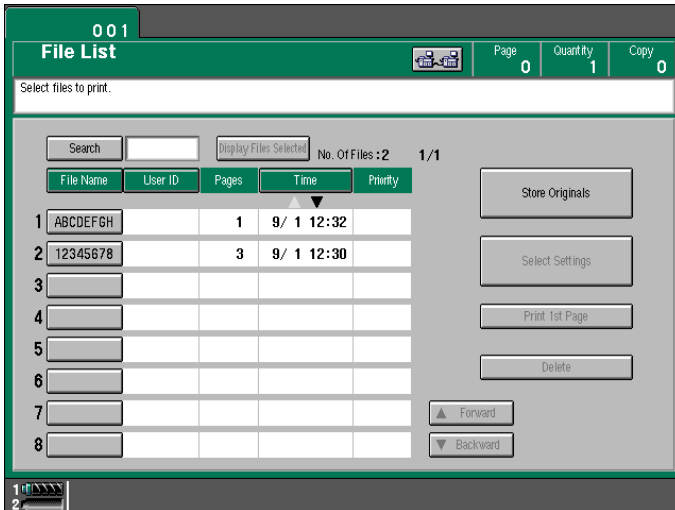 001
File List
Page 0 Quantity 1 Copy 0
Select files to print.
Search Display Files Selected No. Of Files :2 1/1
File Name User ID Pages Time Priority
Store Originals
1 ABCDEFGH 1 9/ 1 12:32
2 12345678 3 9/ 1 12:30
Select Settings
3
4 Print 1st Page
5
6 Delete
7 ▲ Forward
8 ▼ Backward
1
2